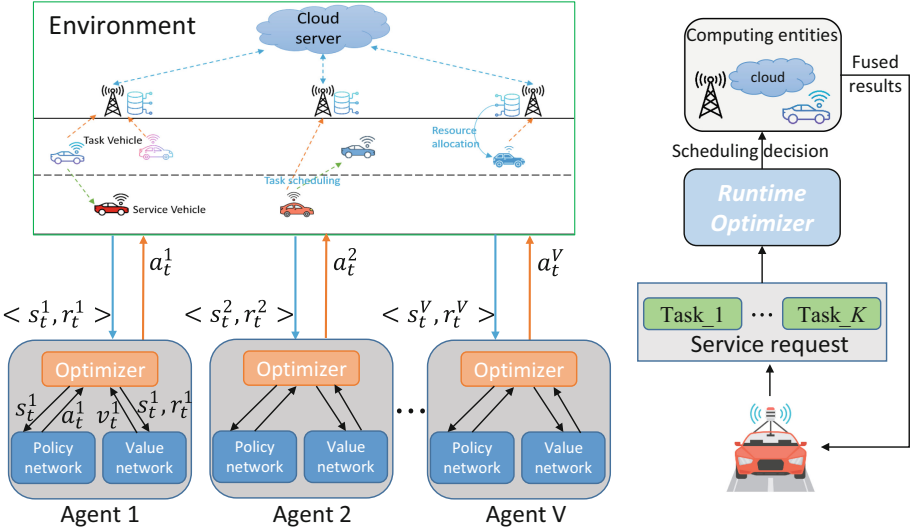 Environment
Cloud
server
Task Vehicle
Resource
allocation
Task scheduling
Service Vehicle
a_t^1
a_t^2
a_t^V
< s_t^1, r_t^1 >
< s_t^2, r_t^2 >
< s_t^V, r_t^V >
Optimizer
s_t^1
a_t^1
v_t^1
s_t^1, r_t^1
Policy
network
Value
network
Agent 1
Optimizer
Policy
network
Value
network
Agent 2
...
Optimizer
Policy
network
Value
network
Agent V
Computing entities
cloud
Fused
results
Scheduling decision
Runtime
Optimizer
Task_1 ... Task_K
Service request